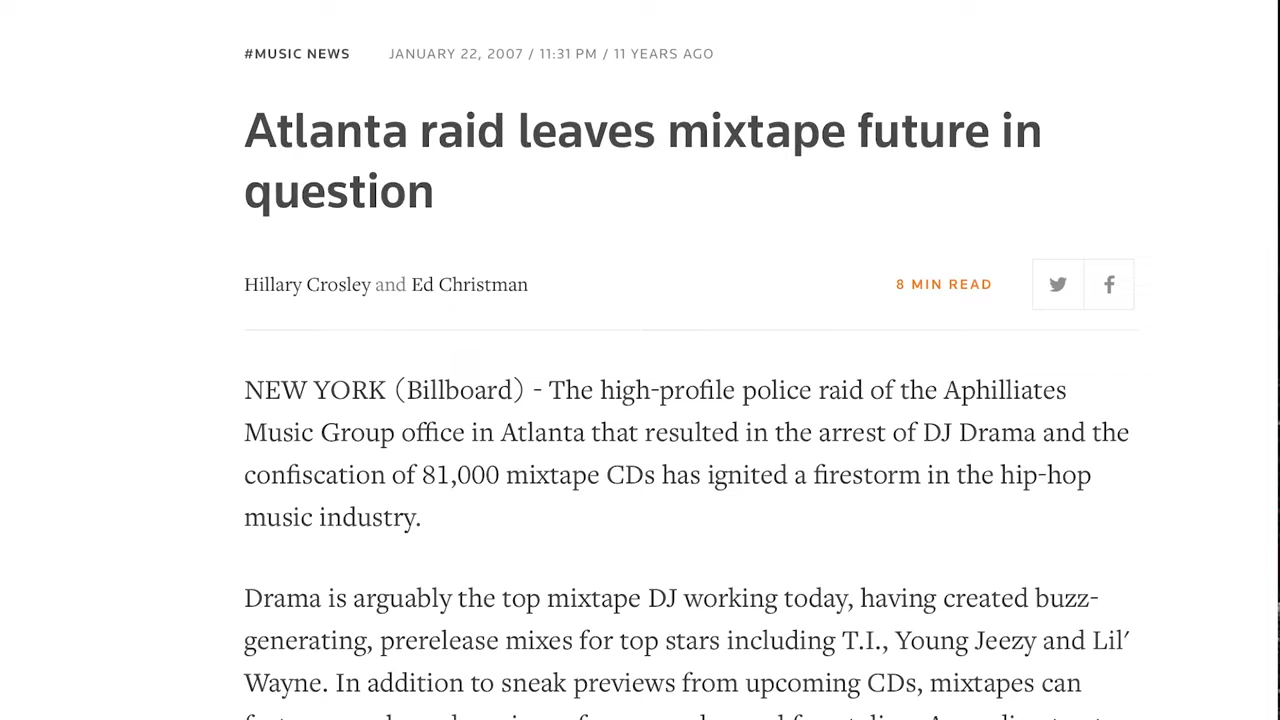 #MUSIC NEWS JANUARY 22, 2007 / 11:31 PM / 11 YEARS AGO
Atlanta raid leaves mixtape future in
question
Hillary Crosley and Ed Christman 8 MIN READ
NEW YORK (Billboard) - The high-profile police raid of the Aphilliates
Music Group office in Atlanta that resulted in the arrest of DJ Drama and the
confiscation of 81,000 mixtape CDs has ignited a firestorm in the hip-hop
music industry.
Drama is arguably the top mixtape DJ working today, having created buzz-
generating, prerelease mixes for top stars including T.I., Young Jeezy and Lil’
Wayne. In addition to sneak previews from upcoming CDs, mixtapes can